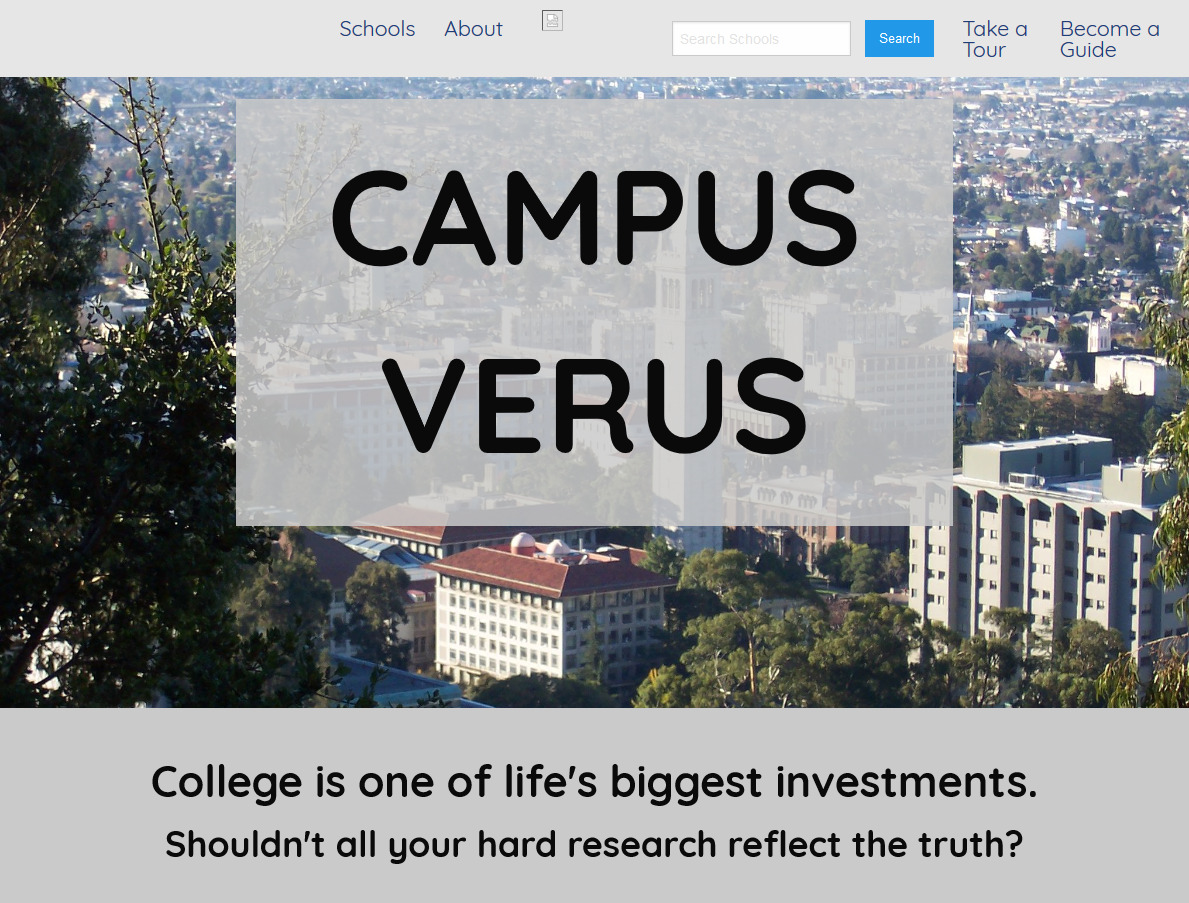 Schools About Search Schools Search Take a Become a
Tour Guide
CAMPUS
VERUS
College is one of life's biggest investments.
Shouldn't all your hard research reflect the truth?